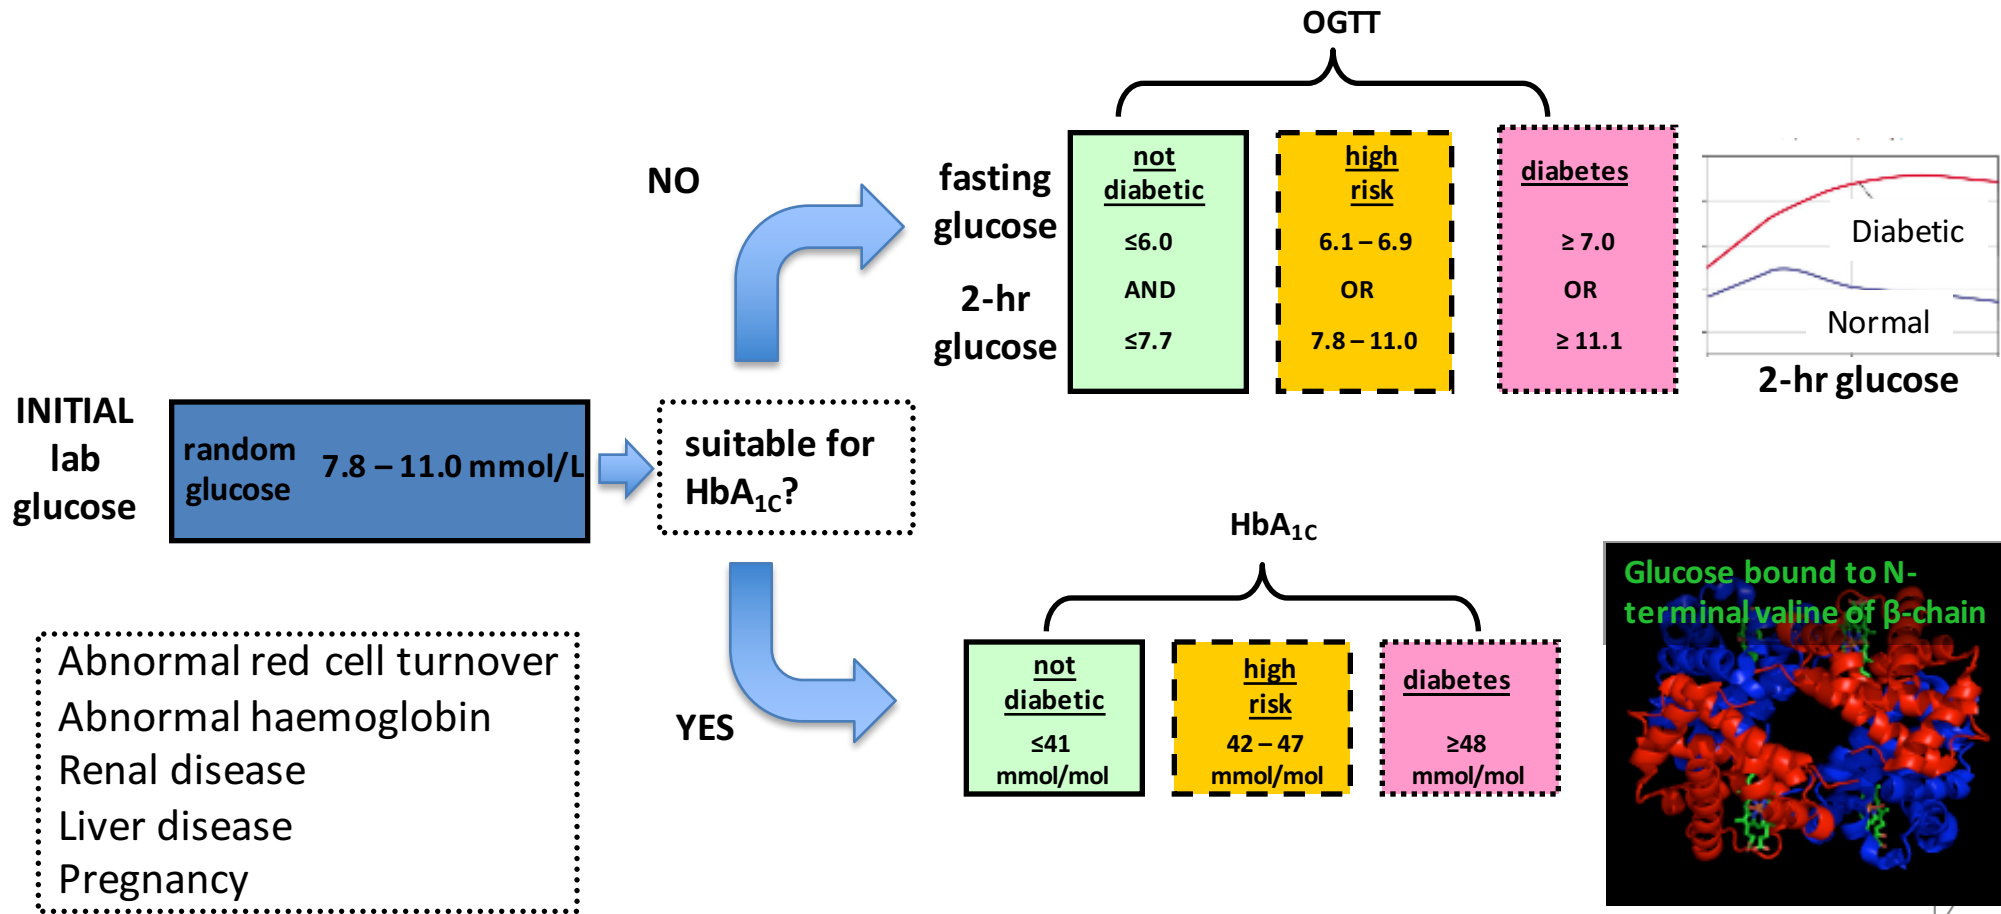 OGTT
NO
fasting
glucose
2-hr
glucose
not
diabetic
≤6.0
AND
≤7.7
high
risk
6.1 – 6.9
OR
7.8 – 11.0
diabetes
≥ 7.0
OR
≥ 11.1
Diabetic
Normal
2-hr glucose
INITIAL
lab
glucose
random
glucose
7.8 – 11.0 mmol/L
suitable for
HbA1C?
HbA1C
YES
not
diabetic
≤41
mmol/mol
high
risk
42 – 47
mmol/mol
diabetes
≥48
mmol/mol
Glucose bound to N-
terminal valine of β-chain
Abnormal red cell turnover
Abnormal haemoglobin
Renal disease
Liver disease
Pregnancy